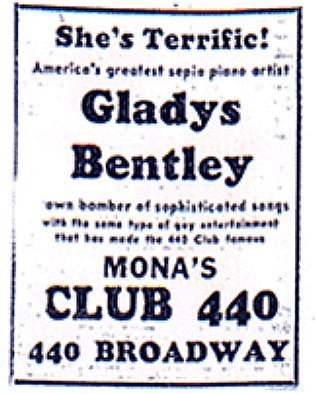 She's Terrific!
America's greatest sepia piano artist
Gladys
Bentley
own bomber of sophisticated songs
with the same type of gay entertainment
that has made the 440 Club famous
MONA'S
CLUB 440
440 BROADWAY